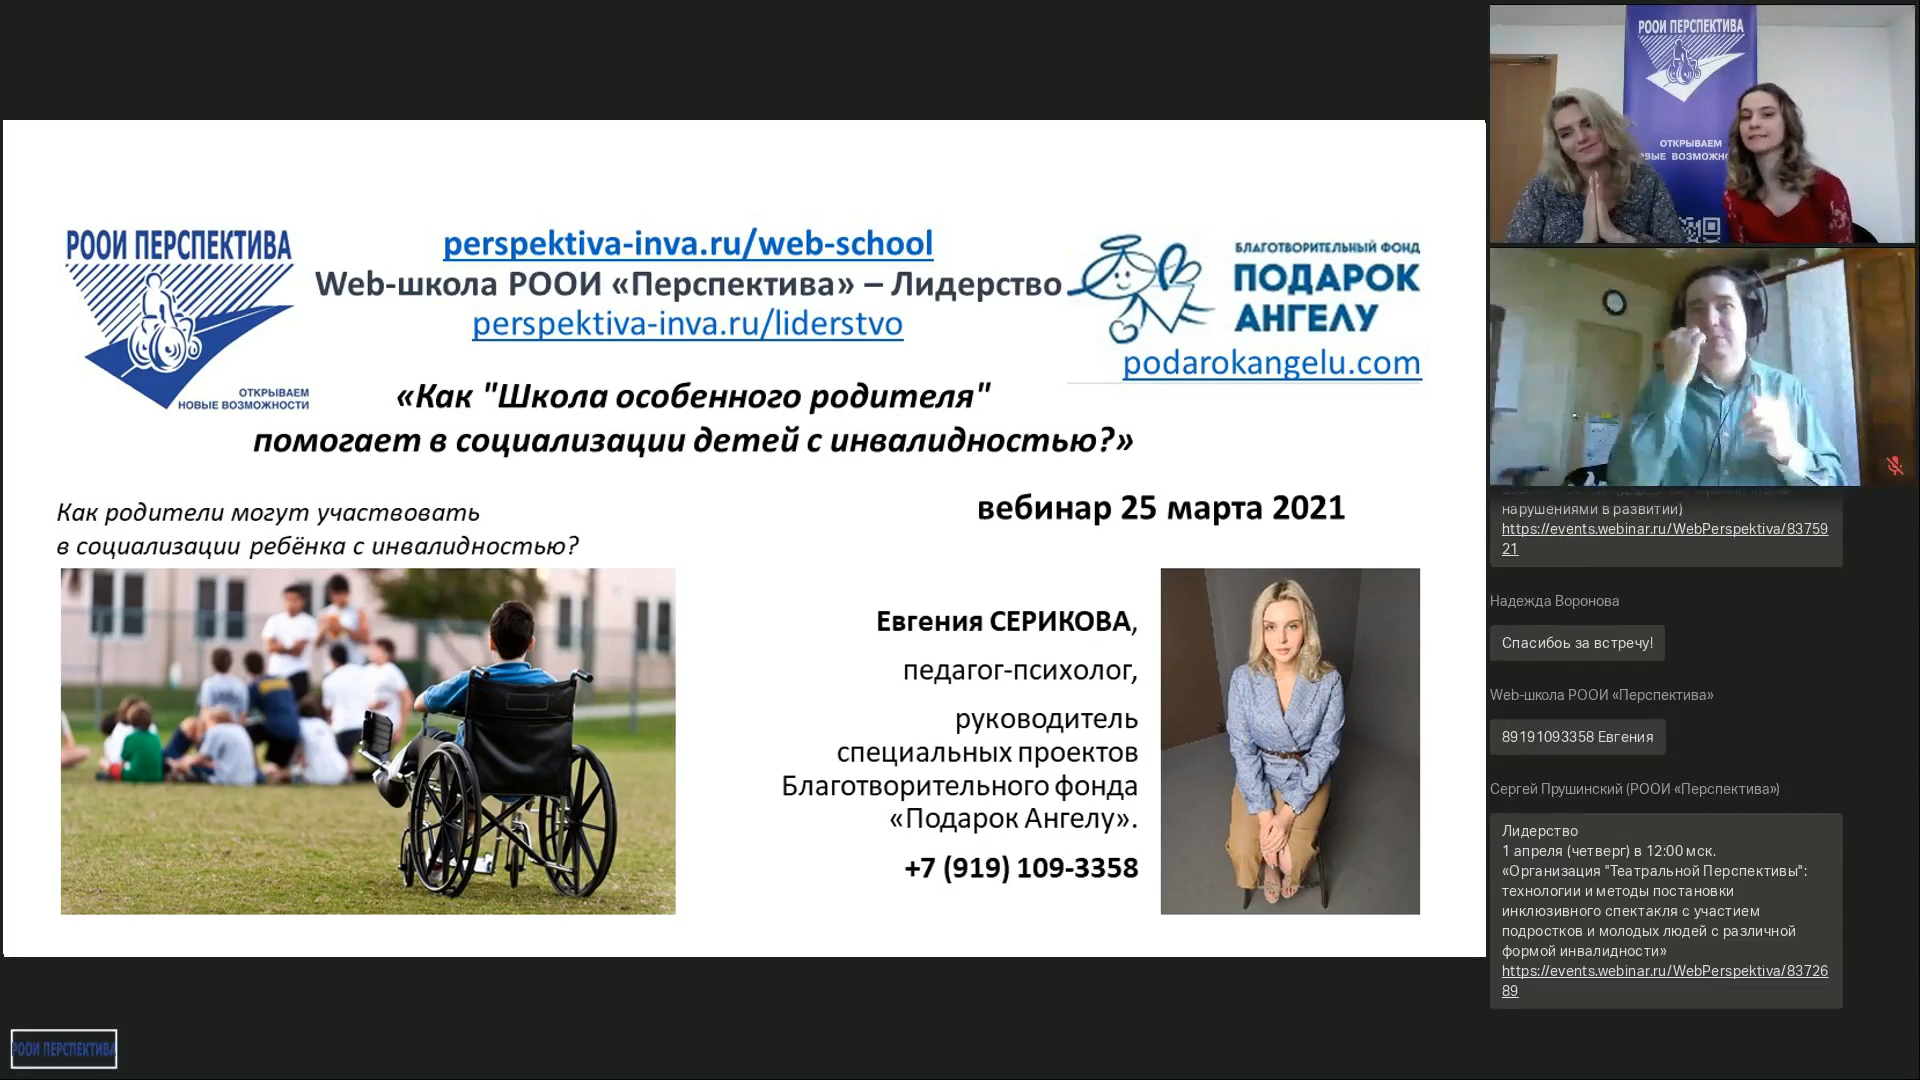 РООИ ПЕРСПЕКТИВА
ОТКРЫВАЕМ
НОВЫЕ ВОЗМОЖНОСТИ
perspektiva-inva.ru/web-school
Web-школа РООИ «Перспектива» – Лидерство
perspektiva-inva.ru/liderstvo
БЛАГОТВОРИТЕЛЬНЫЙ ФОНД
ПОДАРОК
АНГЕЛУ
podarokangelu.com
«Как "Школа особенного родителя"
помогает в социализации детей с инвалидностью?»
Как родители могут участвовать
в социализации ребёнка с инвалидностью?
вебинар 25 марта 2021
Евгения СЕРИКОВА,
педагог-психолог,
руководитель
специальных проектов
Благотворительного фонда
«Подарок Ангелу».
+7 (919) 109-3358
РООИ ПЕРСПЕКТИВА
РООИ ПЕРСПЕКТИВА
ОТКРЫВАЕМ
нарушениями в развитии)
https://events.webinar.ru/WebPerspektiva/83759
21
Надежда Воронова
Спасибоь за встречу!
Web-школа РООИ «Перспектива»
89191093358 Евгения
Сергей Прушинский (РООИ «Перспектива»)
Лидерство
1 апреля (четверг) в 12:00 мск.
«Организация "Театральной Перспективы":
технологии и методы постановки
инклюзивного спектакля с участием
подростков и молодых людей с различной
формой инвалидности»
https://events.webinar.ru/WebPerspektiva/83726
89